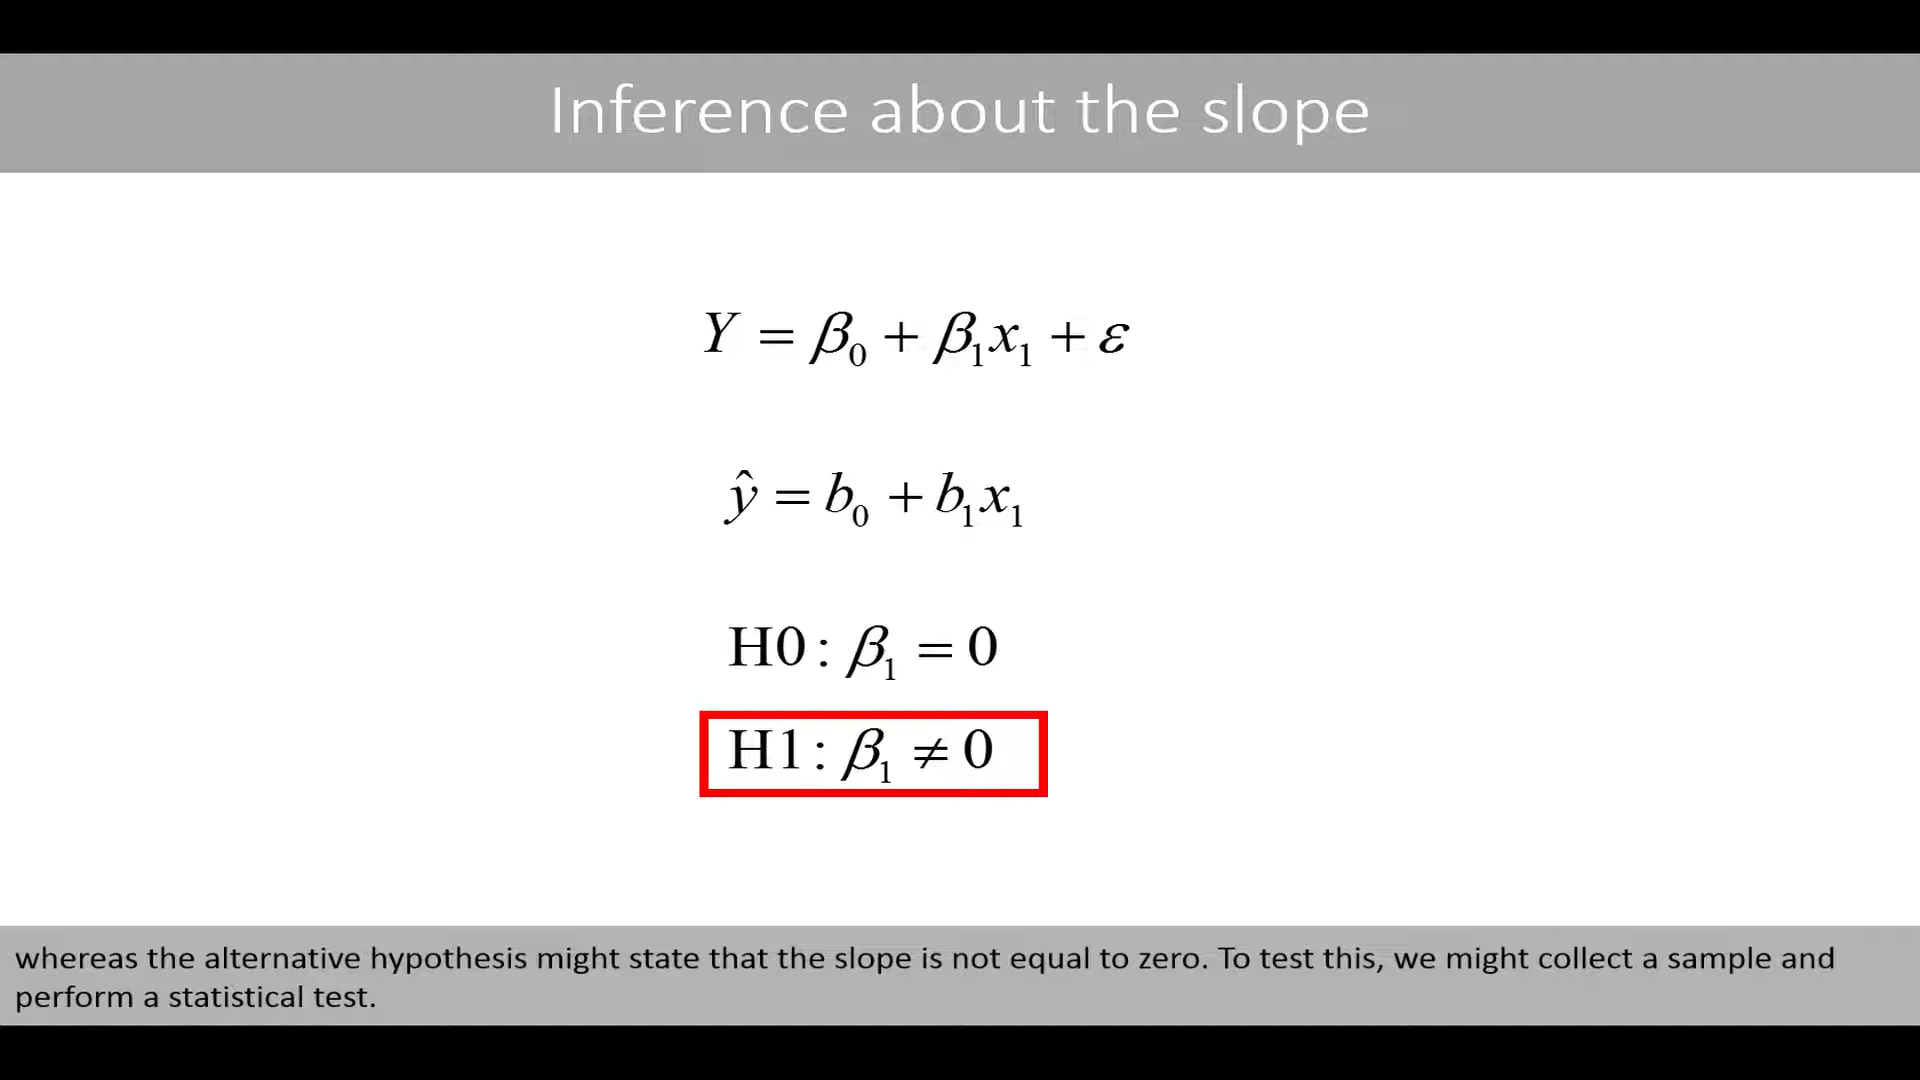 Inference about the slope
Y = β₀ + β₁x₁ + ε
ŷ = b₀ + b₁x₁
H0 : β₁ = 0
H1 : β₁ ≠ 0
whereas the alternative hypothesis might state that the slope is not equal to zero. To test this, we might collect a sample and
perform a statistical test.